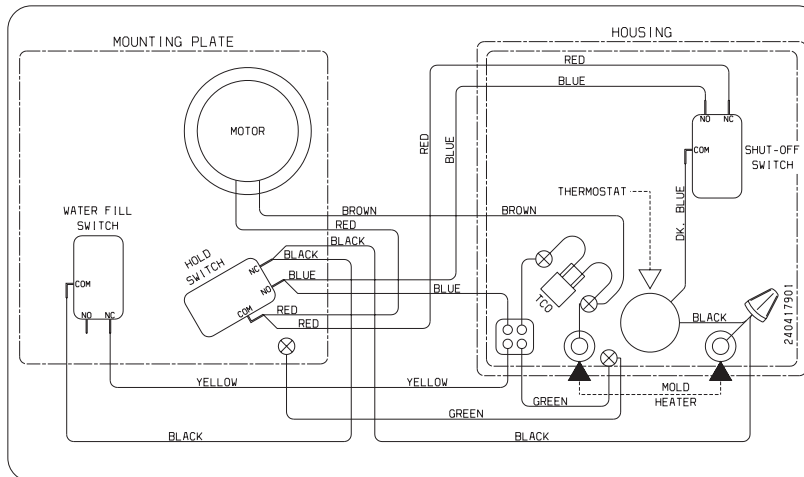 MOUNTING PLATE
HOUSING
RED
BLUE
NO NC
MOTOR
RED
BLUE
COM
SHUT-OFF
SWITCH
THERMOSTAT
DK. BLUE
WATER FILL
SWITCH
BROWN
BROWN
RED
BLACK
BLACK
HOLD
SWITCH
NC
NO
COM
BLUE
BLUE
RED
RED
COM
NO NC
TCO
BLACK
240417901
YELLOW
YELLOW
MOLD
HEATER
GREEN
GREEN
BLACK
BLACK